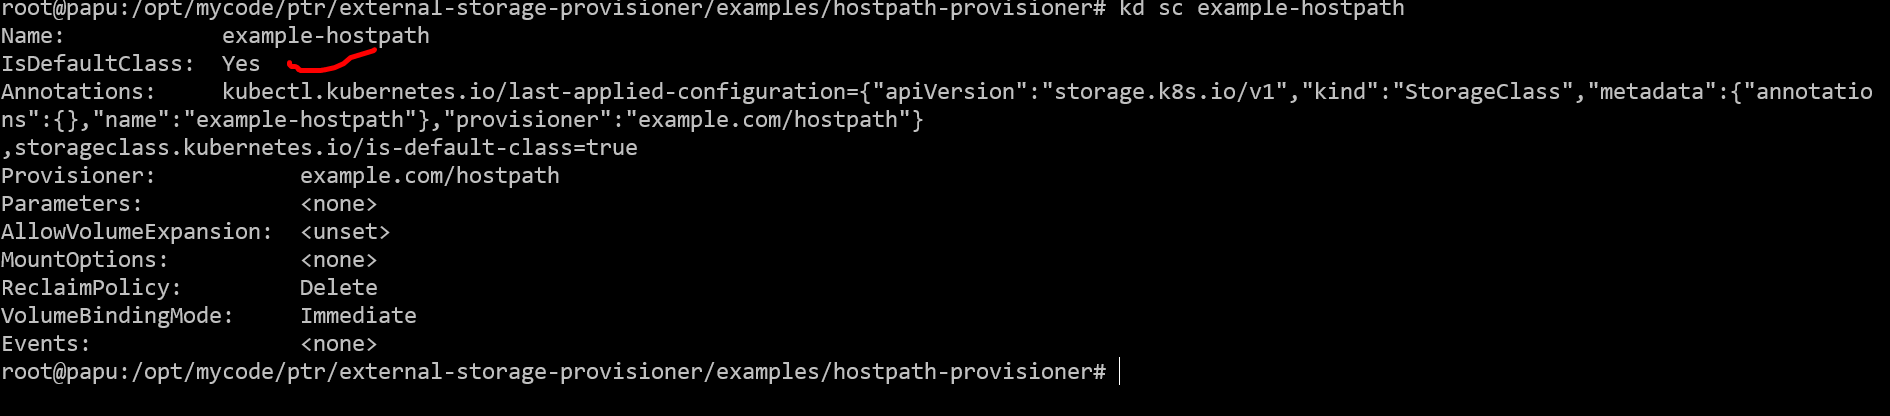 root@papu:/opt/mycode/ptr/external-storage-provisioner/examples/hostpath-provisioner# kd sc example-hostpath
Name:            example-hostpath
IsDefaultClass:  Yes
Annotations:     kubectl.kubernetes.io/last-applied-configuration={"apiVersion":"storage.k8s.io/v1","kind":"StorageClass","metadata":{"annotatio
ns":{},"name":"example-hostpath"},"provisioner":"example.com/hostpath"}
,storageclass.kubernetes.io/is-default-class=true
Provisioner:           example.com/hostpath
Parameters:            <none>
AllowVolumeExpansion:  <unset>
MountOptions:          <none>
ReclaimPolicy:         Delete
VolumeBindingMode:     Immediate
Events:                <none>
root@papu:/opt/mycode/ptr/external-storage-provisioner/examples/hostpath-provisioner#